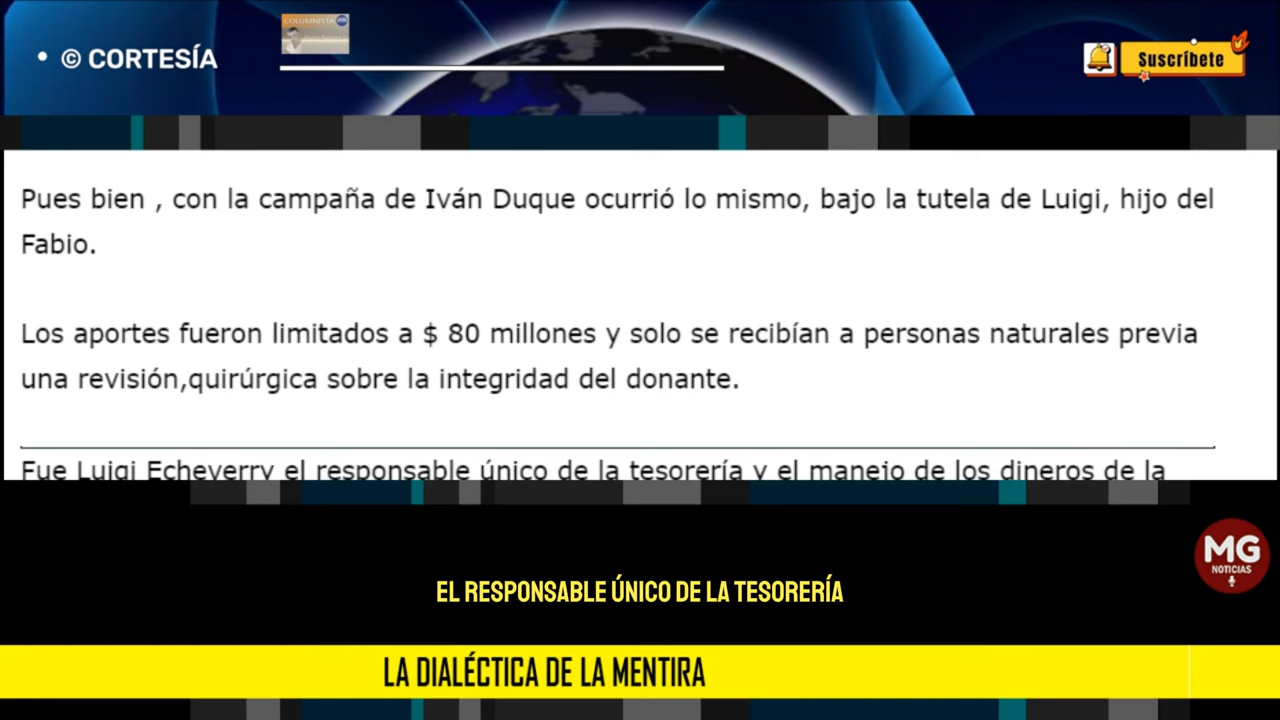 COLUMNISTA
• © CORTESÍA
Suscríbete
Pues bien , con la campaña de Iván Duque ocurrió lo mismo, bajo la tutela de Luigi, hijo del
Fabio.
Los aportes fueron limitados a $ 80 millones y solo se recibían a personas naturales previa
una revisión,quirúrgica sobre la integridad del donante.
Fue Luigi Echeverry el responsable único de la tesorería y el manejo de los dineros de la
MG
NOTICIAS
EL RESPONSABLE ÚNICO DE LA TESORERÍA
LA DIALÉCTICA DE LA MENTIRA